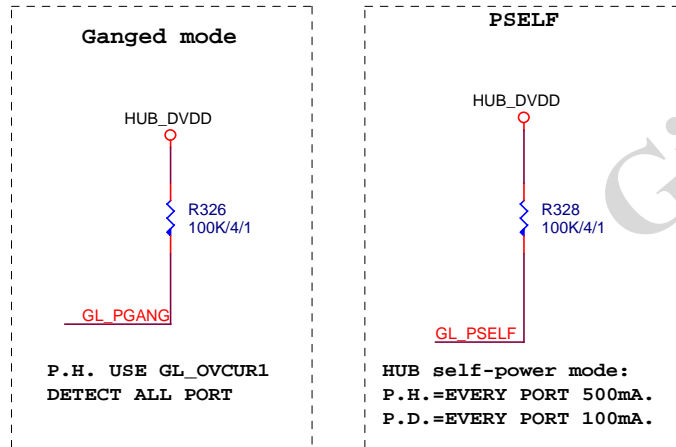 Ganged mode
HUB_DVDD
R326
100K/4/1
GL_PGANG
P.H. USE GL_OVCUR1
DETECT ALL PORT
PSELF
HUB_DVDD
R328
100K/4/1
GL_PSELF
HUB self-power mode:
P.H.=EVERY PORT 500mA.
P.D.=EVERY PORT 100mA.